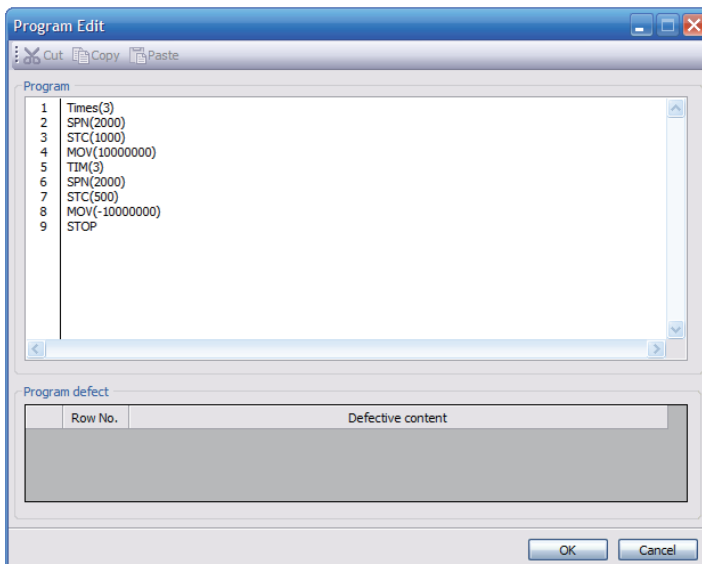 Program Edit
Cut Copy Paste
Program
1 Times(3)
2 SPN(2000)
3 STC(1000)
4 MOV(10000000)
5 TIM(3)
6 SPN(2000)
7 STC(500)
8 MOV(-10000000)
9 STOP
Program defect
Row No. Defective content
OK Cancel